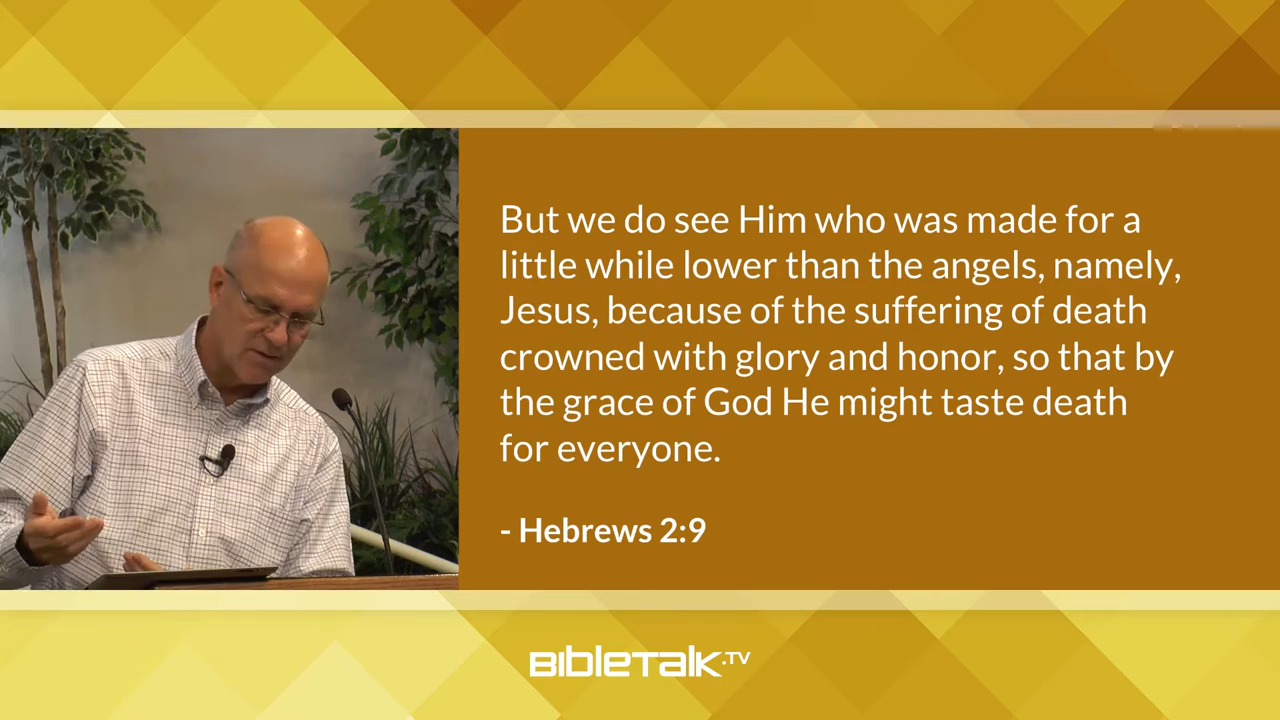 But we do see Him who was made for a
little while lower than the angels, namely,
Jesus, because of the suffering of death
crowned with glory and honor, so that by
the grace of God He might taste death
for everyone.
- Hebrews 2:9
BIBLETALK.TV